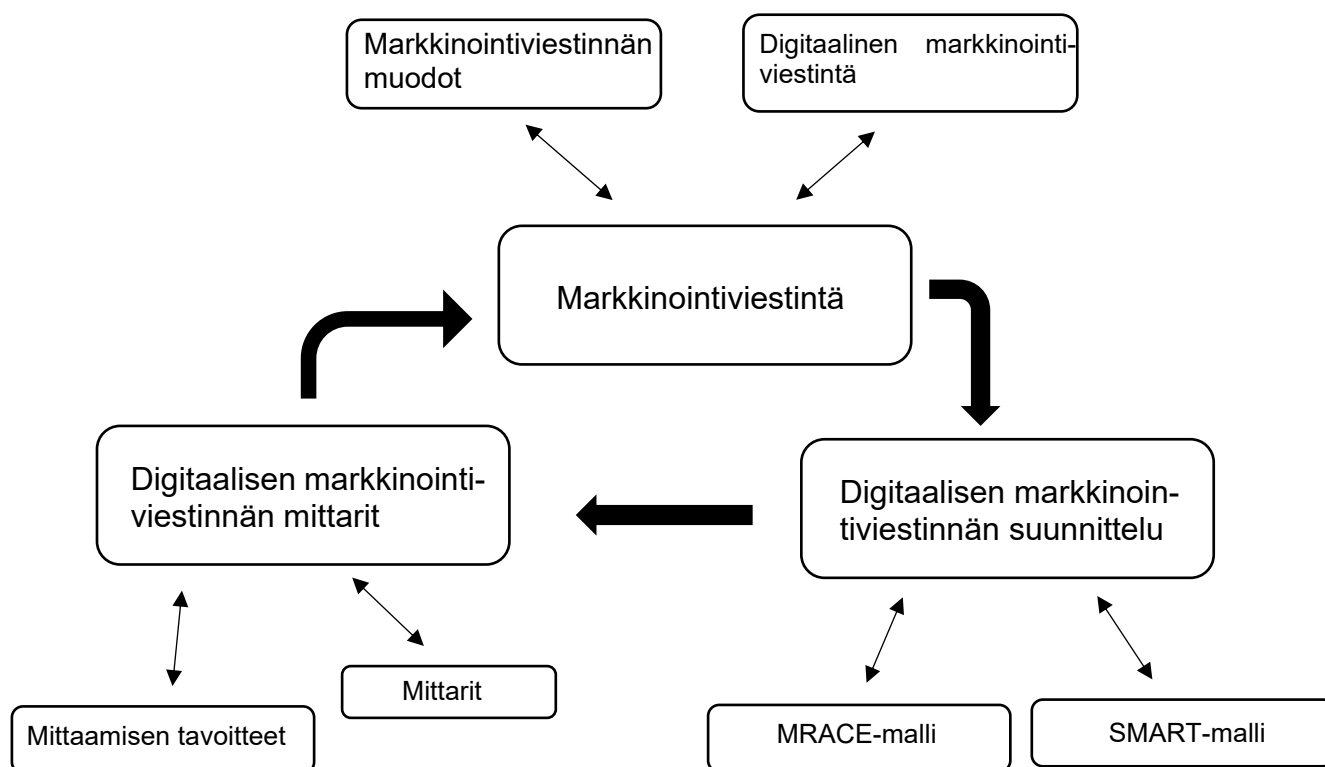 Markkinointiviestinnän
muodot
Digitaalinen markkinointi-
viestintä
Markkinointiviestintä
Digitaalisen markkinointi-
viestinnän mittarit
Digitaalisen markkinoin-
tiviestinnän suunnittelu
Mittarit
Mittaamisen tavoitteet
MRACE-malli
SMART-malli